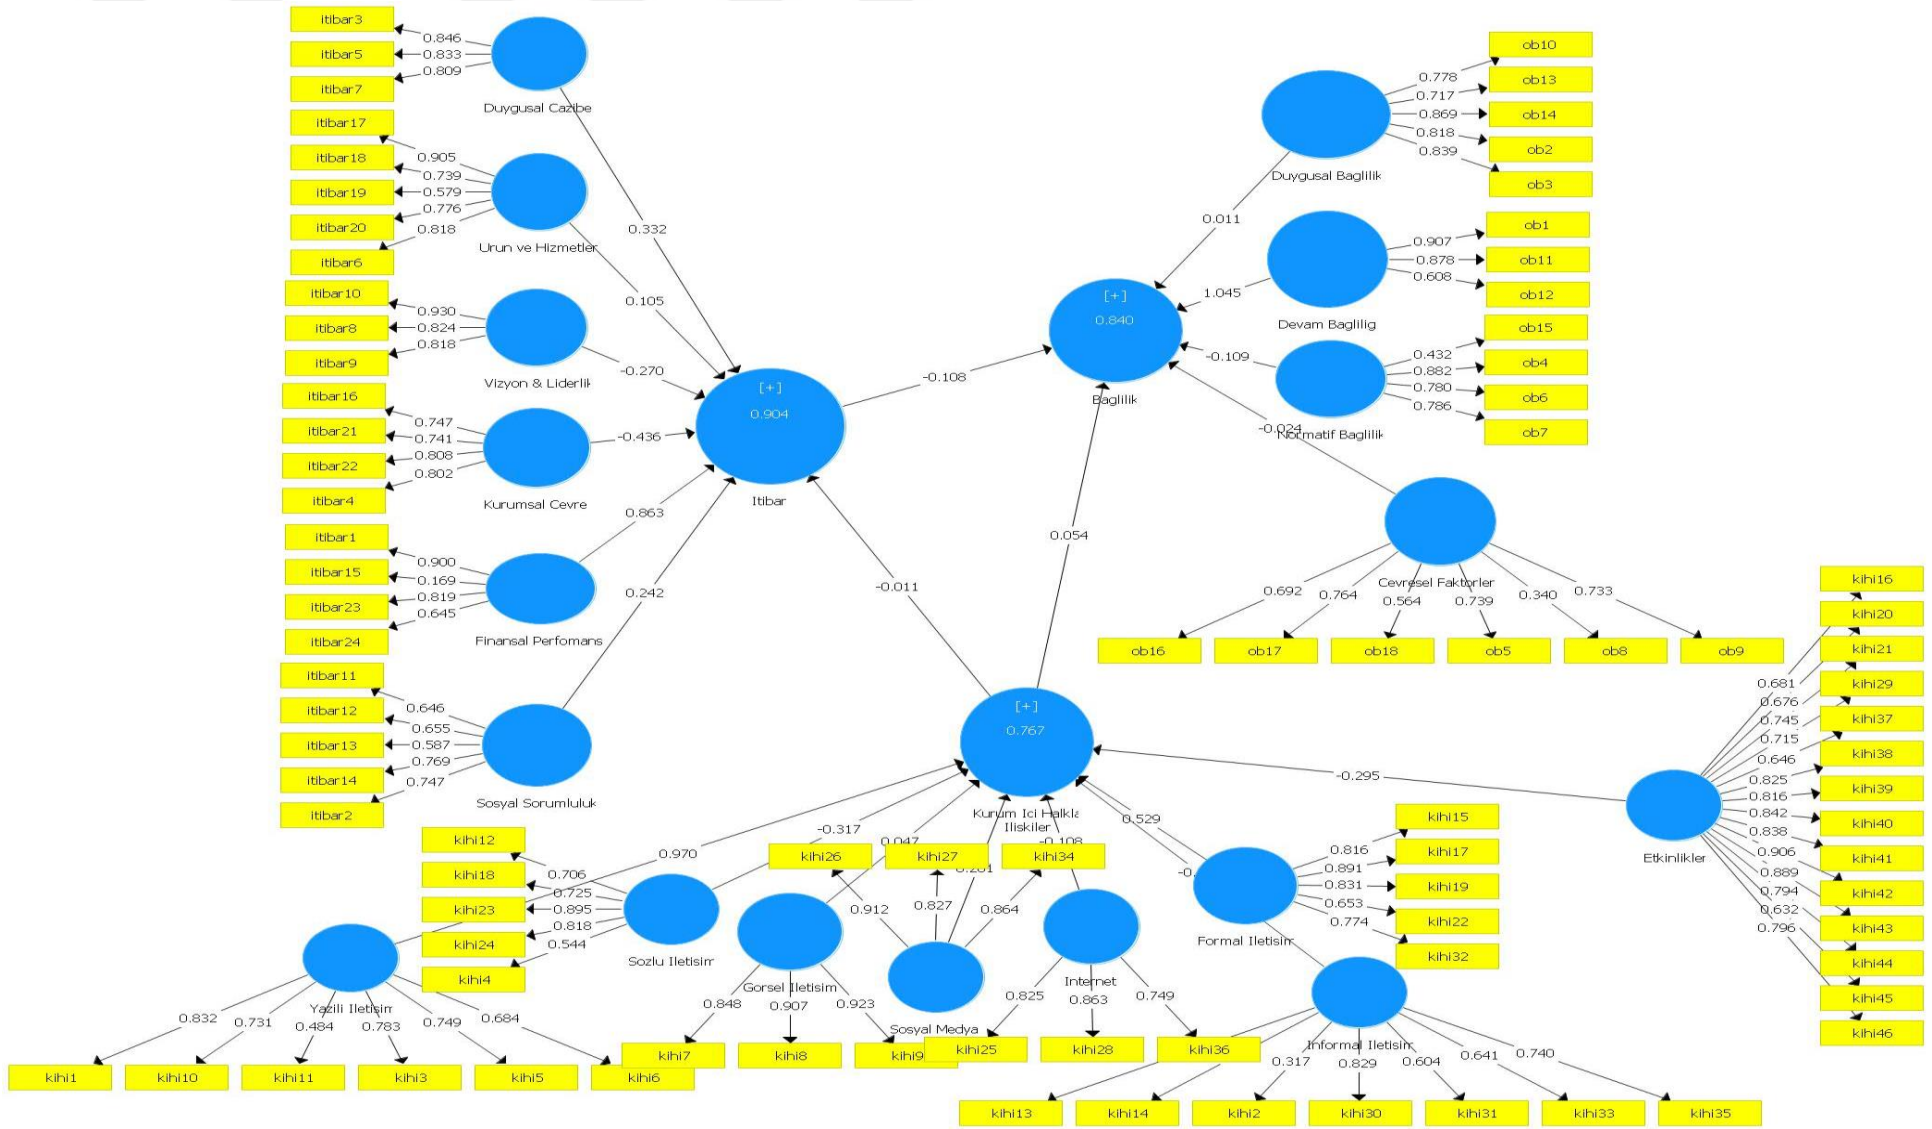 itibar3
itibar5
itibar7
0.846
0.833
0.809
Duygusal Cazibe
itibar17
itibar18
itibar19
itibar20
itibar6
0.905
0.739
0.579
0.776
0.818
Urun ve Hizmetler
itibar10
itibar8
itibar9
0.930
0.824
0.818
Vizyon & Liderlik
itibar16
itibar21
itibar22
itibar4
0.747
0.741
0.808
0.802
Kurumsal Cevre
itibar1
itibar15
itibar23
itibar24
0.900
0.169
0.819
0.645
Finansal Perfomans
itibar11
itibar12
itibar13
itibar14
itibar2
0.646
0.655
0.587
0.769
0.747
Sosyal Sorumluluk
0.332
0.105
-0.270
-0.436
0.863
0.242
[+]
0.904
Itibar
-0.108
-0.011
0.054
[+]
0.840
Baglilik
0.011
1.045
-0.109
-0.024
Duygusal Baglilik
0.778
0.717
0.869
0.818
0.839
ob10
ob13
ob14
ob2
ob3
Devam Baglilig
0.907
0.878
0.608
ob1
ob11
ob12
Normatif Baglilik
0.432
0.882
0.780
0.786
ob15
ob4
ob6
ob7
Cevresel Faktorler
0.692
0.764
0.564
0.739
0.340
0.733
ob16
ob17
ob18
ob5
ob8
ob9
[+]
0.767
Kurum Ici Halkla
Iliskiler
-0.295
0.529
-0.108
0.047
-0.317
0.970
Etkinlikler
0.681
0.676
0.745
0.715
0.646
0.825
0.816
0.842
0.838
0.906
0.889
0.794
0.632
0.796
kihi16
kihi20
kihi21
kihi29
kihi37
kihi38
kihi39
kihi40
kihi41
kihi42
kihi43
kihi44
kihi45
kihi46
kihi12
kihi18
kihi23
kihi24
kihi4
0.706
0.725
0.895
0.818
0.544
Sozlu Iletisim
kihi26
kihi27
kihi34
0.912
0.827
0.864
Sosyal Medya
Formal Iletisim
0.816
0.891
0.831
0.653
0.774
kihi15
kihi17
kihi19
kihi22
kihi32
Yazili Iletisim
0.832
0.731
0.484
0.783
0.749
0.684
kihi1
kihi10
kihi11
kihi3
kihi5
kihi6
Gorsel Iletisim
0.848
0.907
0.923
kihi7
kihi8
kihi9
Internet
0.825
0.863
0.749
kihi25
kihi28
kihi36
Informal Iletisim
0.317
0.829
0.604
0.641
0.740
kihi13
kihi14
kihi2
kihi30
kihi31
kihi33
kihi35